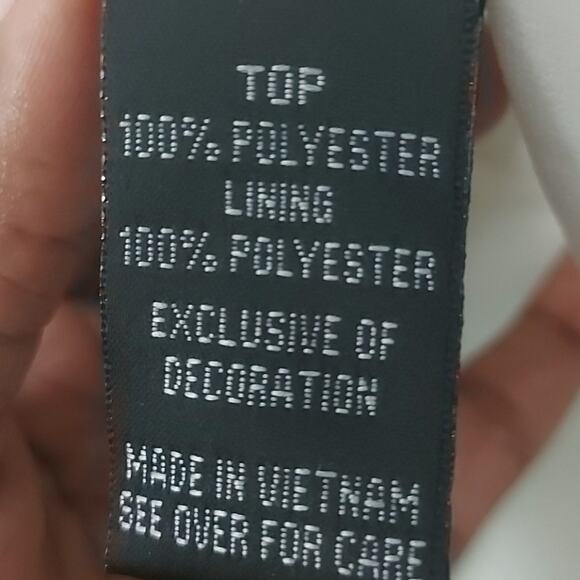 TOP
100% POLYESTER
LINING
100% POLYESTER
EXCLUSIVE OF
DECORATION
MADE IN VIETNAM
SEE OVER FOR CARE